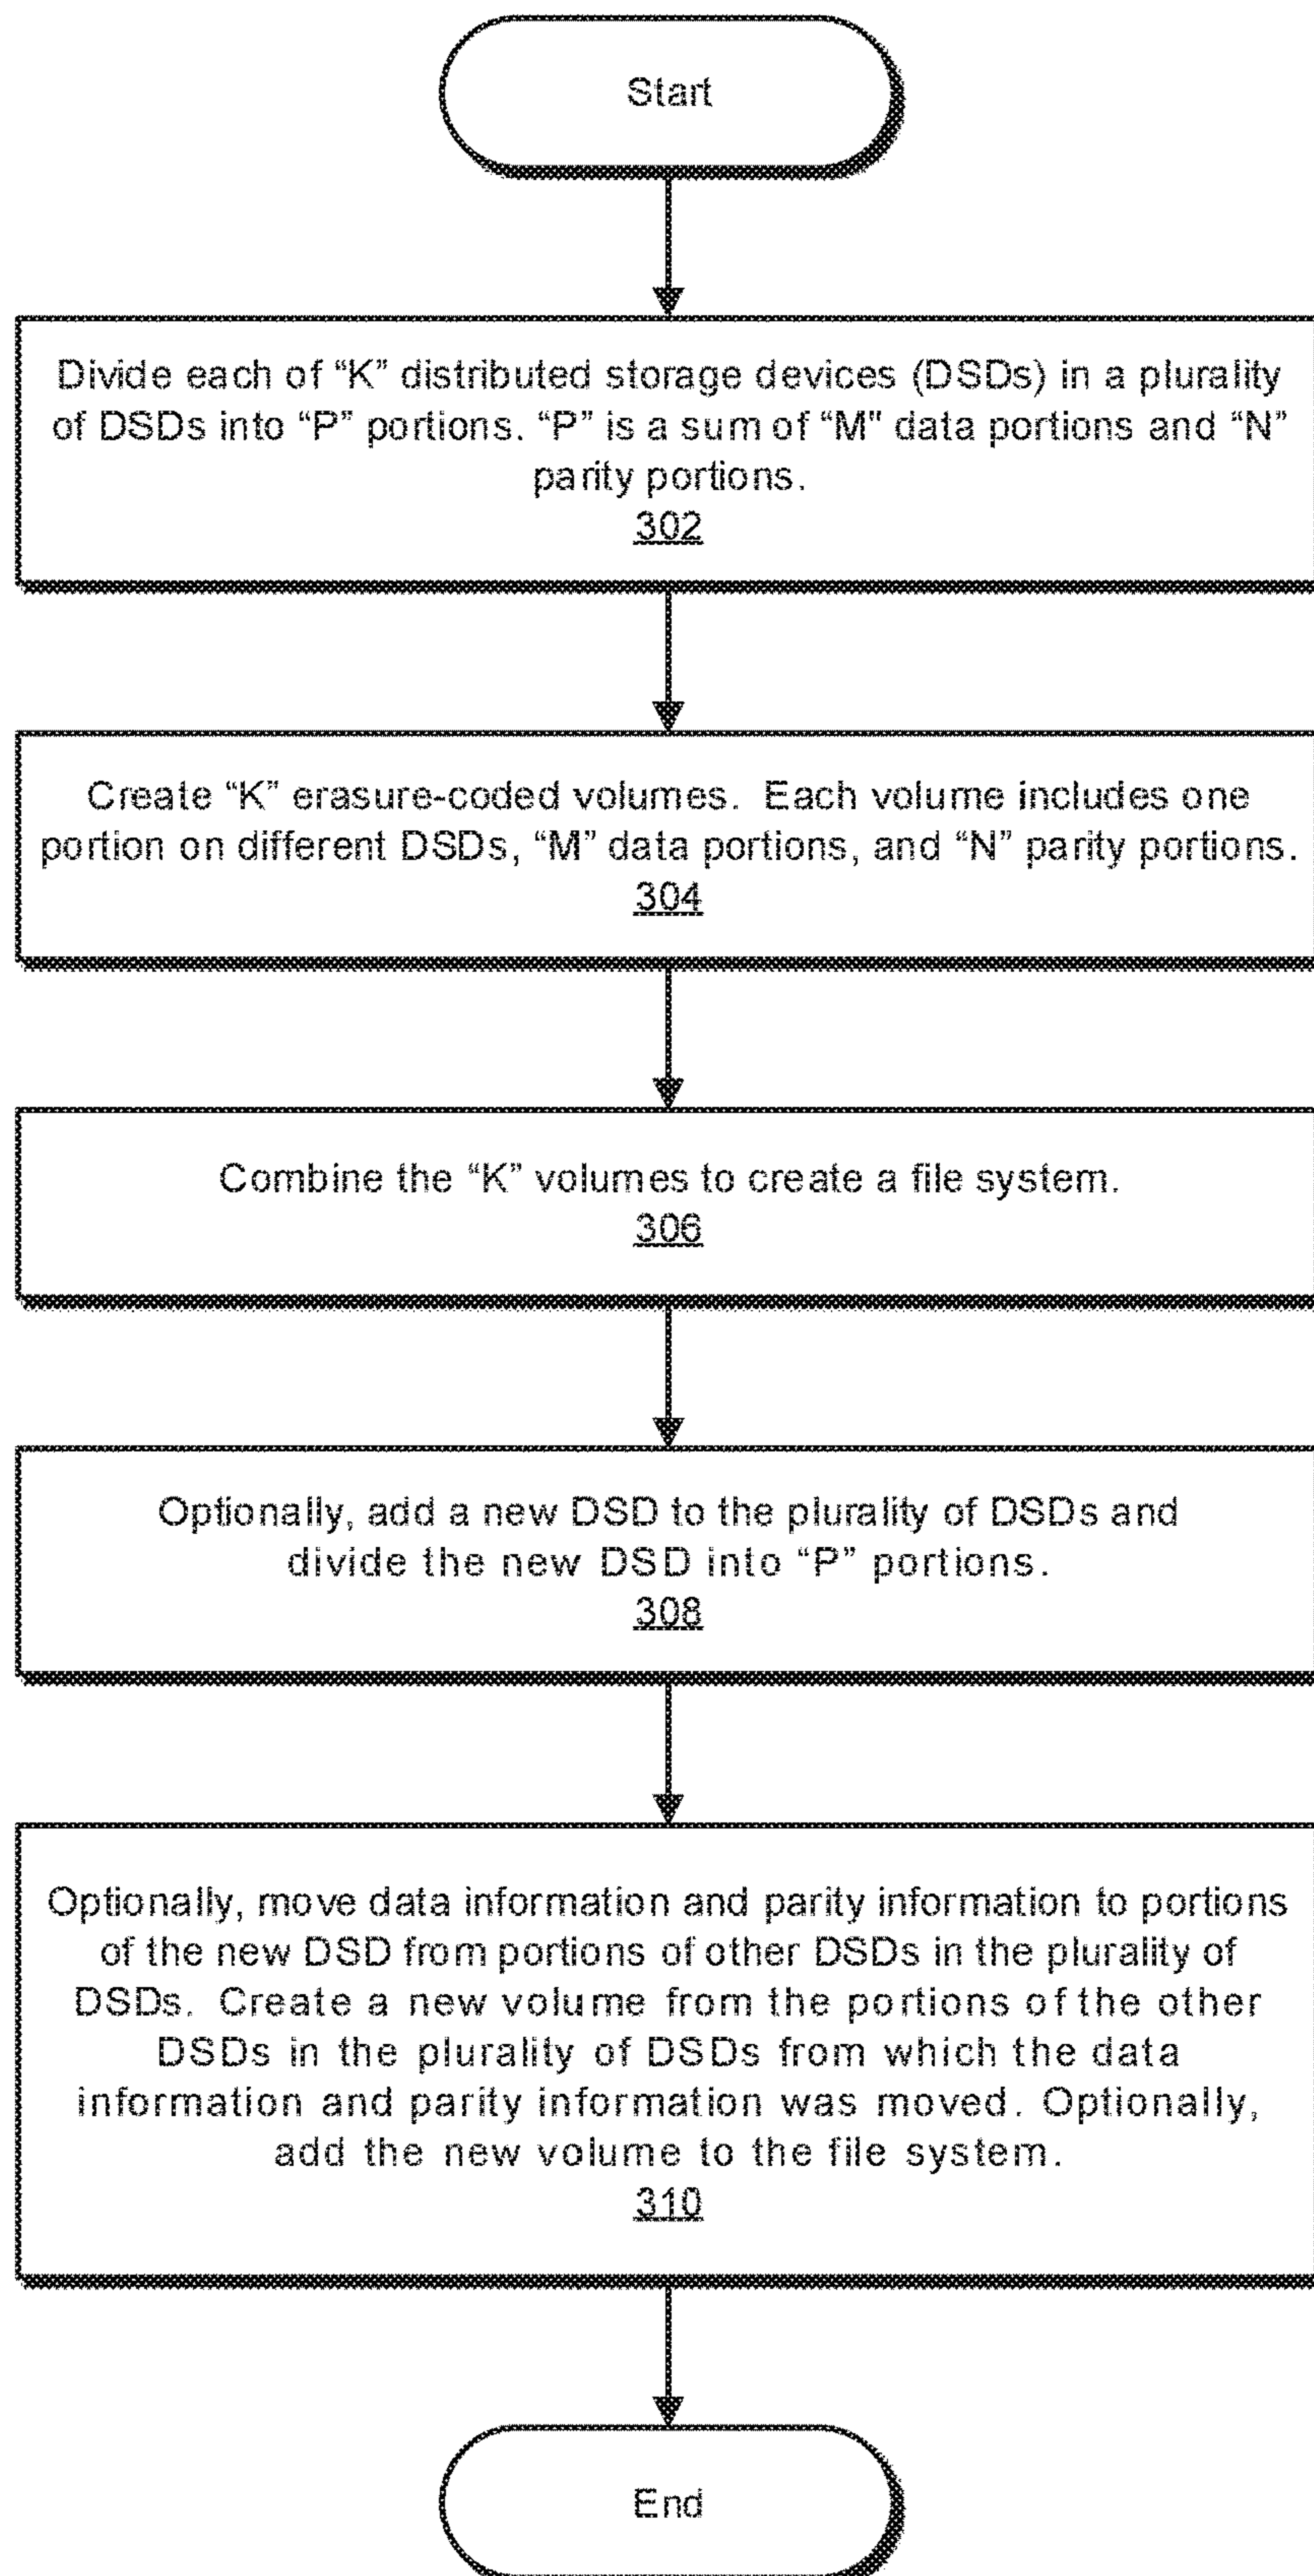 Start
Divide each of “K” distributed storage devices (DSDs) in a plurality
of DSDs into “P” portions. “P” is a sum of “M” data portions and “N”
parity portions.
302
Create “K” erasure-coded volumes. Each volume includes one
portion on different DSDs, “M” data portions, and “N” parity portions.
304
Combine the “K” volumes to create a file system.
306
Optionally, add a new DSD to the plurality of DSDs and
divide the new DSD into “P” portions.
308
Optionally, move data information and parity information to portions
of the new DSD from portions of other DSDs in the plurality of
DSDs. Create a new volume from the portions of the other
DSDs in the plurality of DSDs from which the data
information and parity information was moved. Optionally,
add the new volume to the file system.
310
End